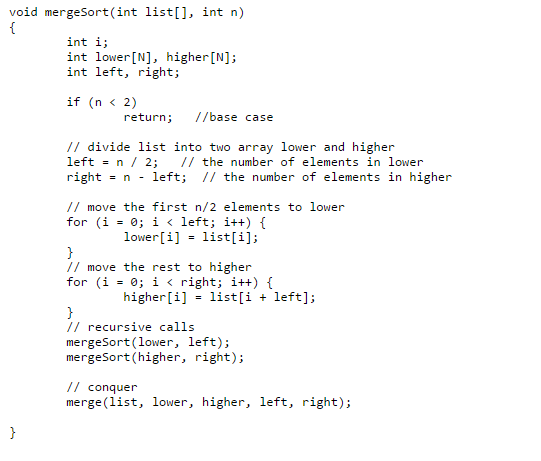 void mergeSort(int list[], int n)
{
int i;
int lower[N], higher[N];
int left, right;
if (n < 2)
return;   //base case
// divide list into two array lower and higher
left = n / 2;   // the number of elements in lower
right = n - left;  // the number of elements in higher
// move the first n/2 elements to lower
for (i = 0; i < left; i++) {
lower[i] = list[i];
}
// move the rest to higher
for (i = 0; i < right; i++) {
higher[i] = list[i + left];
}
// recursive calls
mergeSort(lower, left);
mergeSort(higher, right);
// conquer
merge(list, lower, higher, left, right);
}